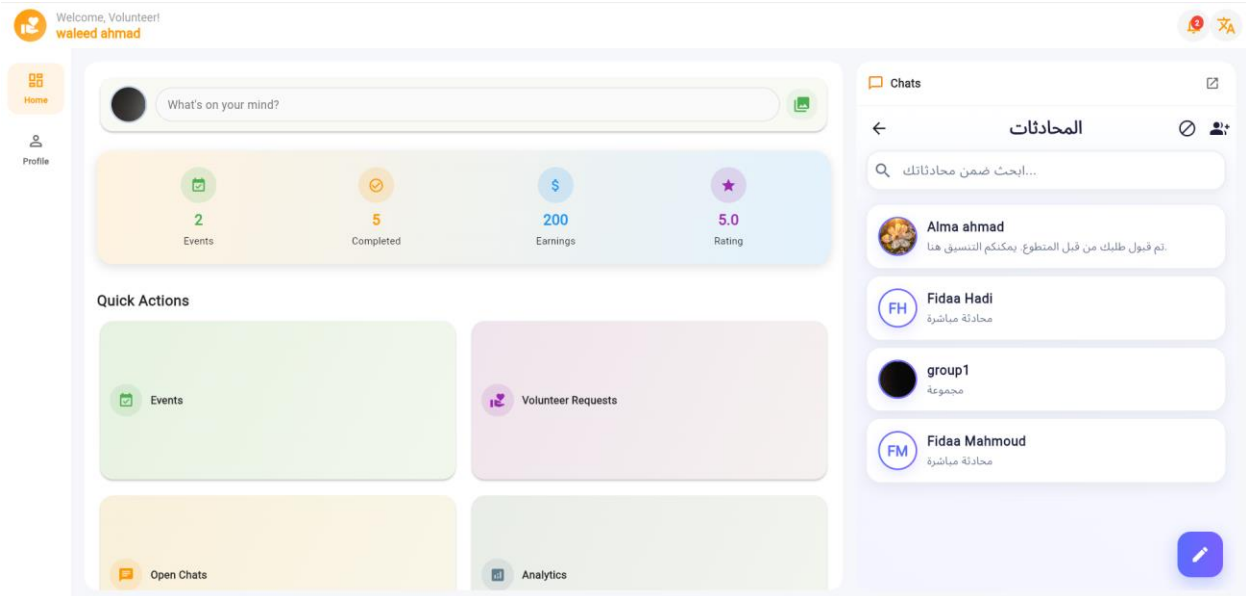 Welcome, Volunteer!
waleed ahmad
2
Home
Profile
What's on your mind?
2
Events
5
Completed
$
200
Earnings
5.0
Rating
Quick Actions
Events
Volunteer Requests
Open Chats
Analytics
Chats
المحادثات
ابحث ضمن محادثاتك...
Alma ahmad
تم قبول طلبك من قبل المتطوع. يمكنكم التنسيق هنا.
FH
Fidaa Hadi
محادثة مباشرة
group1
مجموعة
FM
Fidaa Mahmoud
محادثة مباشرة